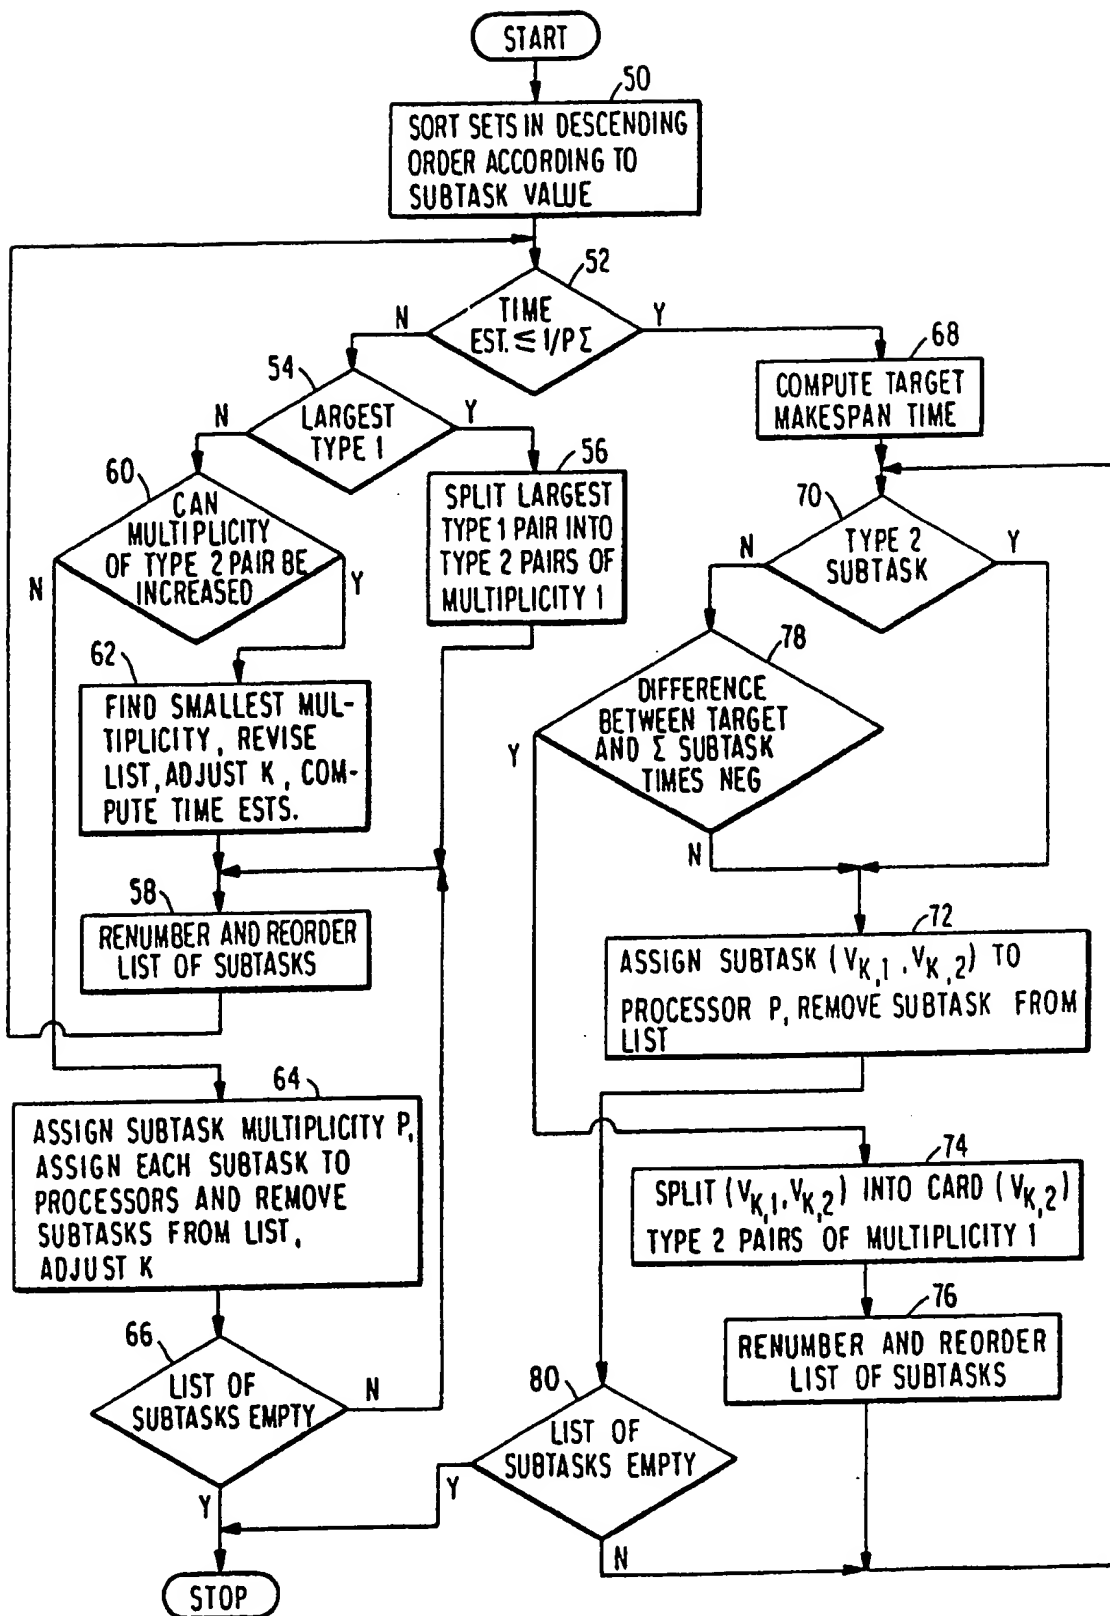 START
50
SORT SETS IN DESCENDING
ORDER ACCORDING TO
SUBTASK VALUE
52
TIME
EST. ≤ 1/P Σ
N
Y
54
LARGEST
TYPE 1
N
Y
68
COMPUTE TARGET
MAKESPAN TIME
60
CAN
MULTIPLICITY
OF TYPE 2 PAIR BE
INCREASED
N
Y
56
SPLIT LARGEST
TYPE 1 PAIR INTO
TYPE 2 PAIRS OF
MULTIPLICITY 1
70
TYPE 2
SUBTASK
N
Y
62
FIND SMALLEST MUL-
TIPLICITY, REVISE
LIST, ADJUST K, COM-
PUTE TIME ESTS.
78
DIFFERENCE
BETWEEN TARGET
AND Σ SUBTASK
TIMES NEG
Y
N
58
RENUMBER AND REORDER
LIST OF SUBTASKS
72
ASSIGN SUBTASK (V_{K,1}, V_{K,2}) TO
PROCESSOR P, REMOVE SUBTASK FROM
LIST
64
ASSIGN SUBTASK MULTIPLICITY P,
ASSIGN EACH SUBTASK TO
PROCESSORS AND REMOVE
SUBTASKS FROM LIST,
ADJUST K
74
SPLIT (V_{K,1}, V_{K,2}) INTO CARD (V_{K,2})
TYPE 2 PAIRS OF MULTIPLICITY 1
76
RENUMBER AND REORDER
LIST OF SUBTASKS
66
LIST OF
SUBTASKS EMPTY
N
Y
80
LIST OF
SUBTASKS EMPTY
Y
N
STOP